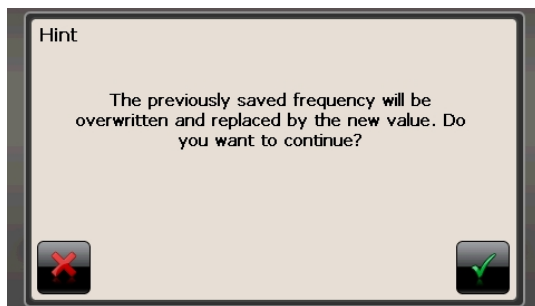 Hint
The previously saved frequency will be
overwritten and replaced by the new value. Do
you want to continue?